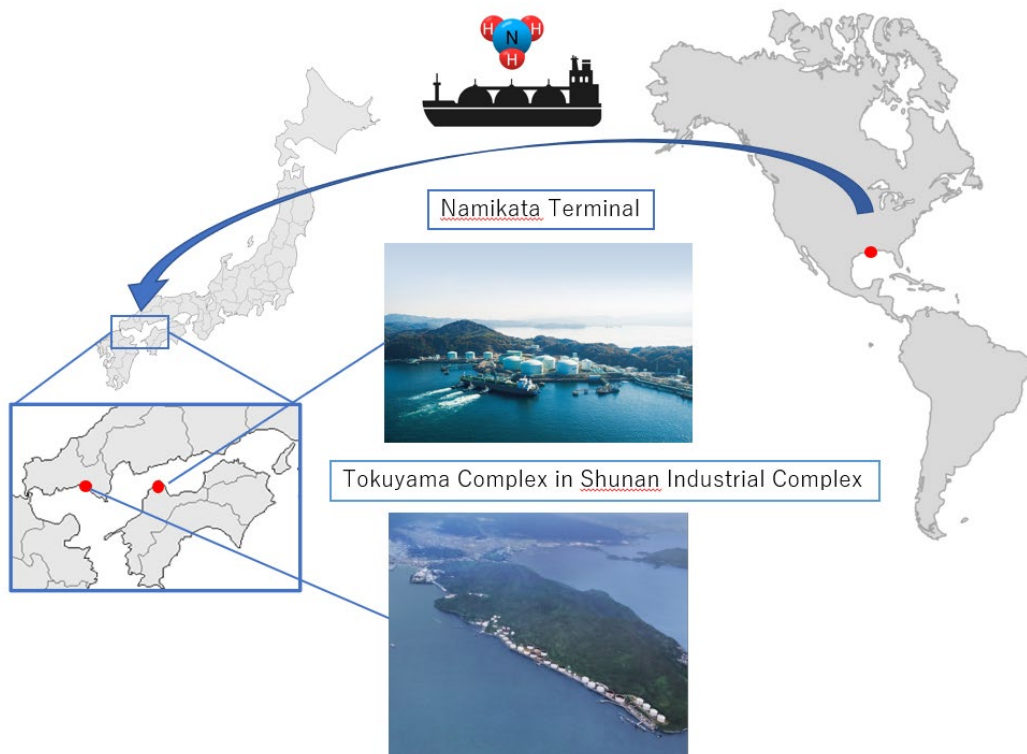 H
N
H
H
Namikata Terminal
Tokuyama Complex in Shunan Industrial Complex